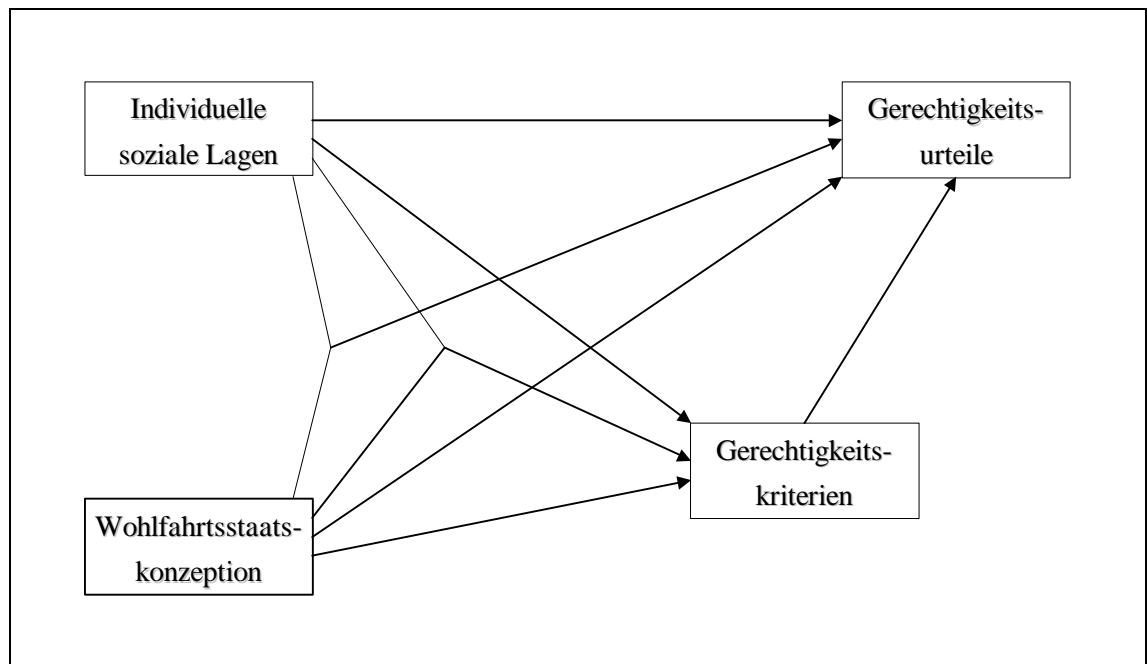 Individuelle
soziale Lagen
Gerechtigkeits-
urteile
Gerechtigkeits-
kriterien
Wohlfahrtsstaats-
konzeption